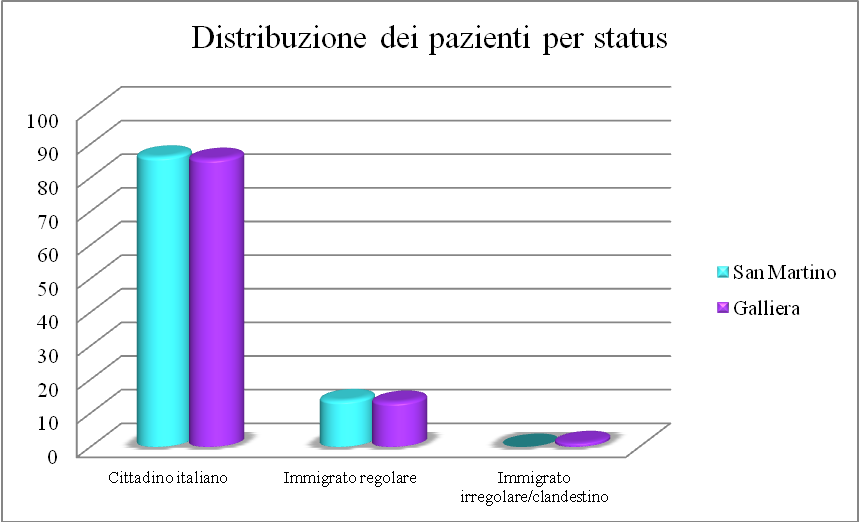 Distribuzione dei pazienti per status
100
90
80
70
60
50
40
30
20
10
0
Cittadino italiano
Immigrato regolare
Immigrato
irregolare/clandestino
San Martino
Galliera